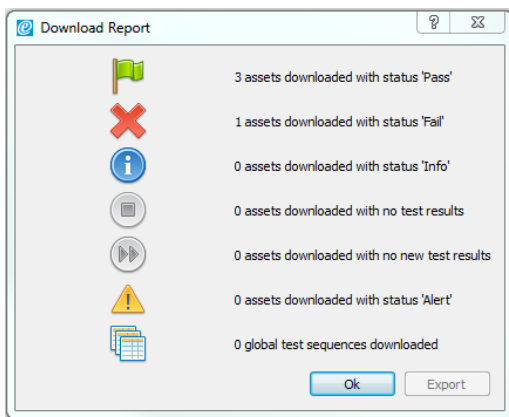 Download Report
3 assets downloaded with status 'Pass'
1 assets downloaded with status 'Fail'
0 assets downloaded with status 'Info'
0 assets downloaded with no test results
0 assets downloaded with no new test results
0 assets downloaded with status 'Alert'
0 global test sequences downloaded
Ok
Export